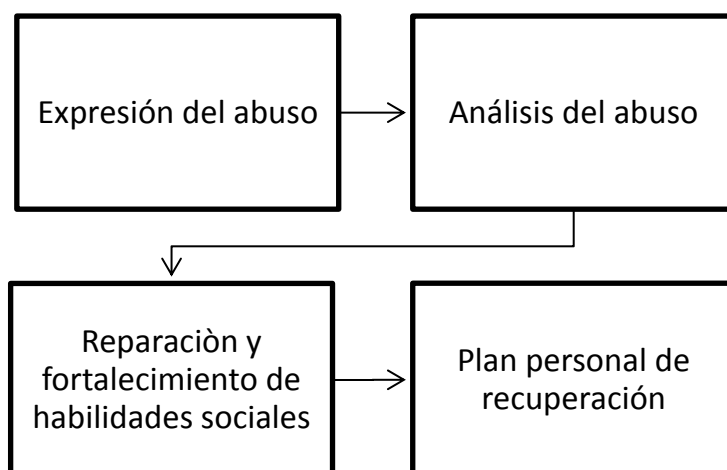 Expresión del abuso
Análisis del abuso
Reparaciòn y
fortalecimiento de
habilidades sociales
Plan personal de
recuperación